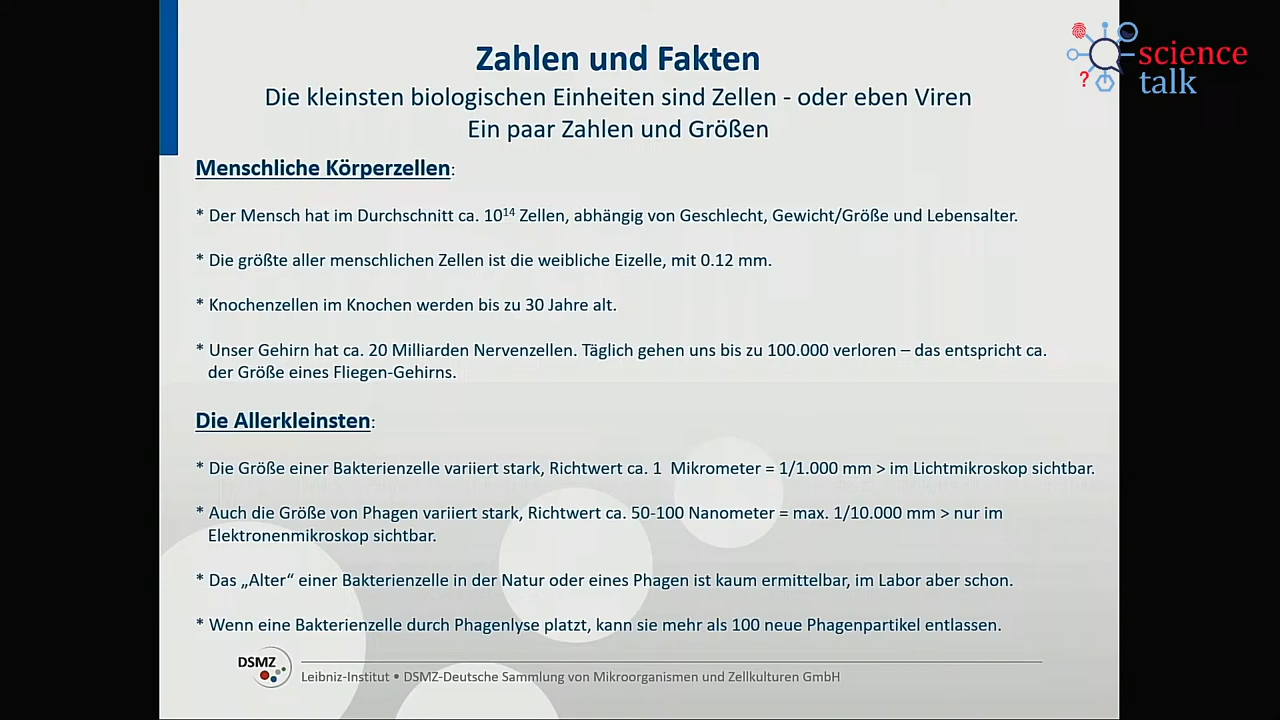 science
talk
Zahlen und Fakten
Die kleinsten biologischen Einheiten sind Zellen - oder eben Viren
Ein paar Zahlen und Größen
Menschliche Körperzellen:
* Der Mensch hat im Durchschnitt ca. 10¹⁴ Zellen, abhängig von Geschlecht, Gewicht/Größe und Lebensalter.
* Die größte aller menschlichen Zellen ist die weibliche Eizelle, mit 0.12 mm.
* Knochenzellen im Knochen werden bis zu 30 Jahre alt.
* Unser Gehirn hat ca. 20 Milliarden Nervenzellen. Täglich gehen uns bis zu 100.000 verloren – das entspricht ca.
der Größe eines Fliegen-Gehirns.
Die Allerkleinsten:
* Die Größe einer Bakterienzelle variiert stark, Richtwert ca. 1 Mikrometer = 1/1.000 mm > im Lichtmikroskop sichtbar.
* Auch die Größe von Phagen variiert stark, Richtwert ca. 50-100 Nanometer = max. 1/10.000 mm > nur im
Elektronenmikroskop sichtbar.
* Das „Alter“ einer Bakterienzelle in der Natur oder eines Phagen ist kaum ermittelbar, im Labor aber schon.
* Wenn eine Bakterienzelle durch Phagenlyse platzt, kann sie mehr als 100 neue Phagenpartikel entlassen.
DSMZ
Leibniz-Institut • DSMZ-Deutsche Sammlung von Mikroorganismen und Zellkulturen GmbH